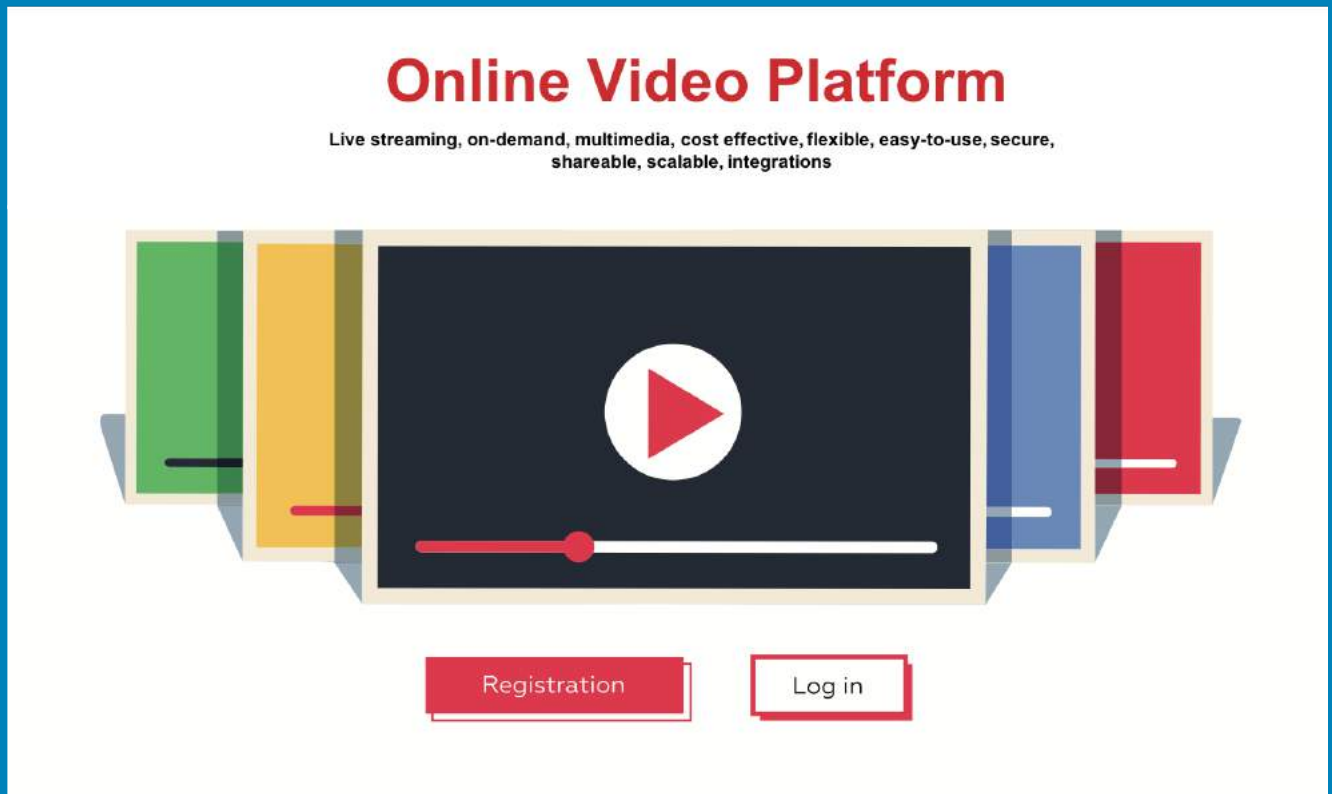 Online Video Platform
Live streaming, on-demand, multimedia, cost effective, flexible, easy-to-use, secure,
shareable, scalable, integrations
Registration
Log in